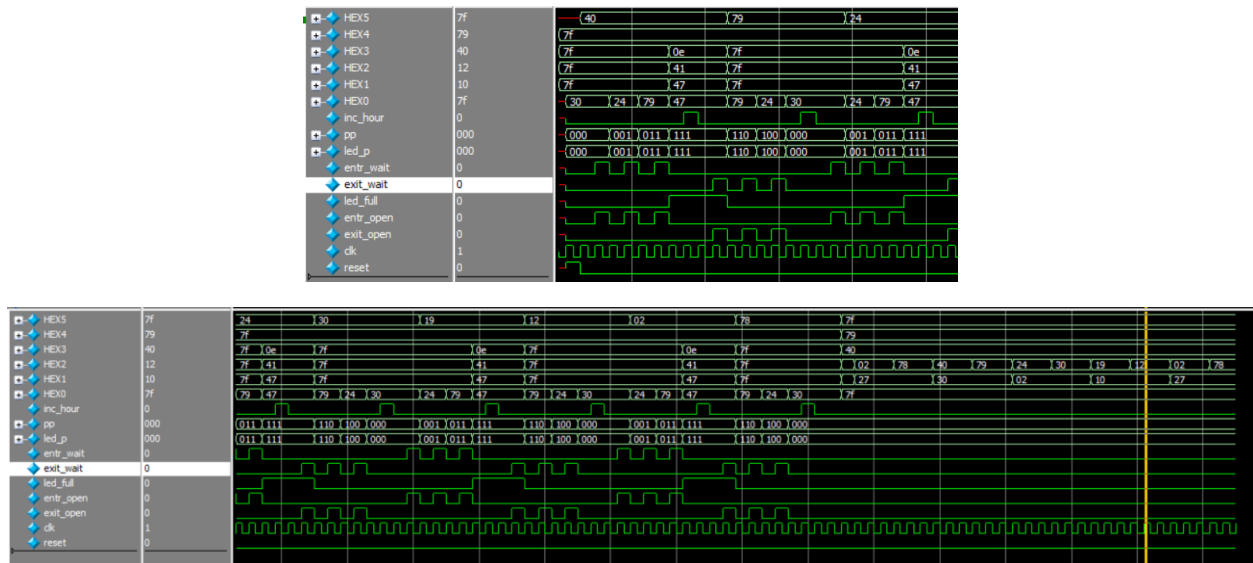 HEX5 7f 40 79 24
HEX4 79 7f
HEX3 40 7f 0e 7f 0e
HEX2 12 7f 41 7f 41
HEX1 10 7f 47 7f 47
HEX0 7f 30 24 79 47 79 24 30 24 79 47
inc_hour 0
pp 000 000 001 011 111 110 100 000 001 011 111
led_p 000 000 001 011 111 110 100 000 001 011 111
entr_wait 0
exit_wait 0
led_full 0
entr_open 0
exit_open 0
clk 1
reset 0
HEX5 7f 24 30 19 12 02 78 7f
HEX4 79 7f 79
HEX3 40 7f 0e 7f 0e 7f 0e 7f 40
HEX2 12 7f 41 7f 41 7f 41 7f 02 78 40 79 24 30 19 12 02 78
HEX1 10 7f 47 7f 47 7f 47 7f 27 30 02 10 27
HEX0 7f 79 47 79 24 30 24 79 47 79 24 30 24 79 47 79 24 30 7f
inc_hour 0
pp 000 011 111 110 100 000 001 011 111 110 100 000 001 011 111 110 100 000
led_p 000 011 111 110 100 000 001 011 111 110 100 000 001 011 111 110 100 000
entr_wait 0
exit_wait 0
led_full 0
entr_open 0
exit_open 0
clk 1
reset 0